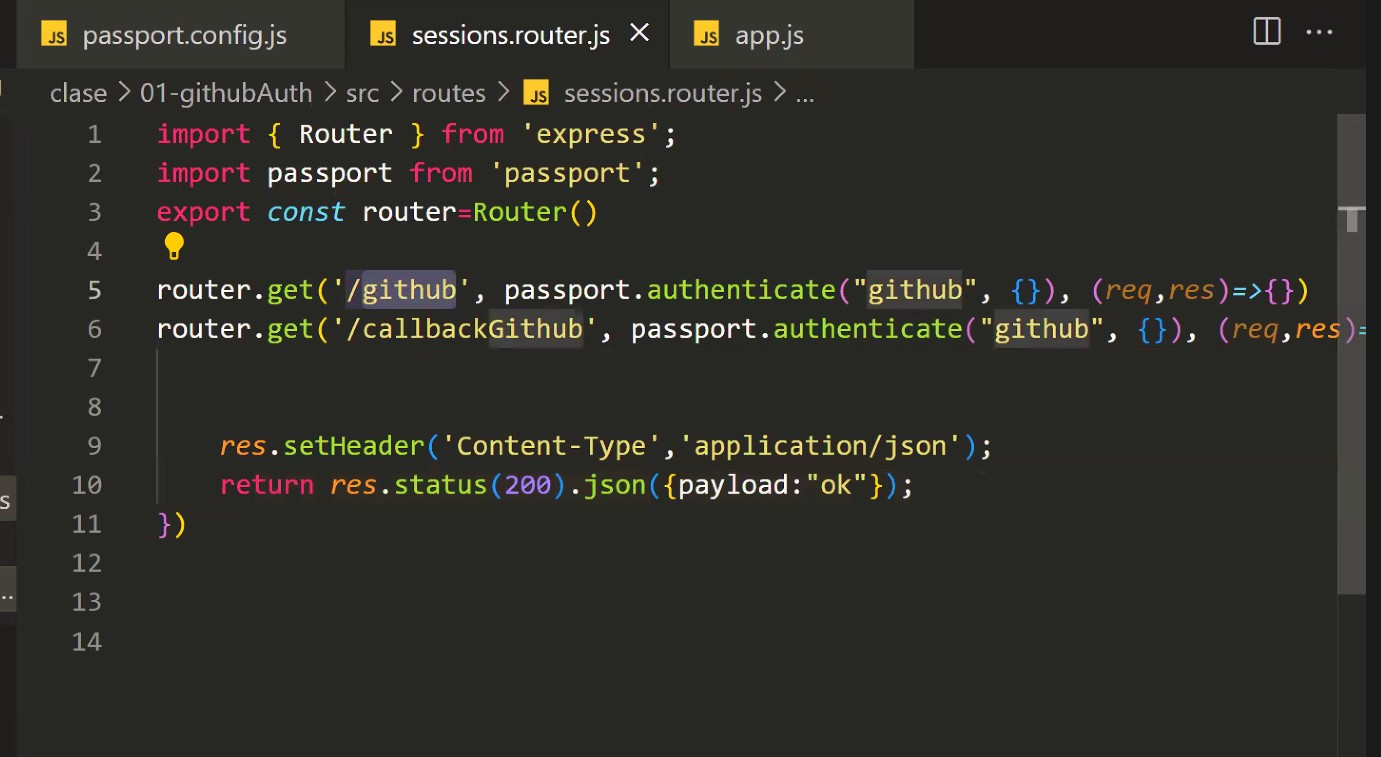 JS passport.config.js JS sessions.router.js × JS app.js ...
clase > 01-githubAuth > src > routes > JS sessions.router.js > ...
1 import { Router } from 'express';
2 import passport from 'passport';
3 export const router=Router()
4
5 router.get('/github', passport.authenticate("github", {}), (req,res)=>{})
6 router.get('/callbackGithub', passport.authenticate("github", {}), (req,res)=
7
8
9 res.setHeader('Content-Type','application/json');
10 return res.status(200).json({payload:"ok"});
11 })
12
13
14